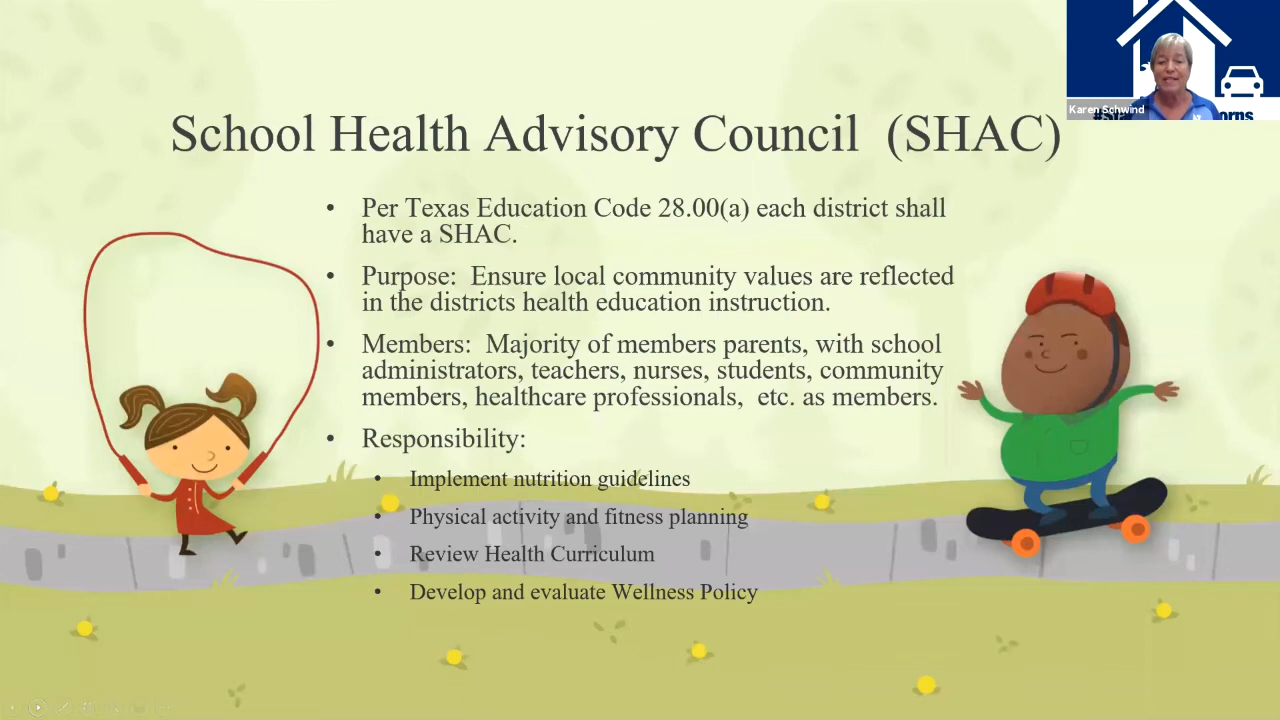 Karen Schwind
School Health Advisory Council (SHAC)
• Per Texas Education Code 28.00(a) each district shall
have a SHAC.
• Purpose: Ensure local community values are reflected
in the districts health education instruction.
• Members: Majority of members parents, with school
administrators, teachers, nurses, students, community
members, healthcare professionals, etc. as members.
• Responsibility:
• Implement nutrition guidelines
• Physical activity and fitness planning
• Review Health Curriculum
• Develop and evaluate Wellness Policy